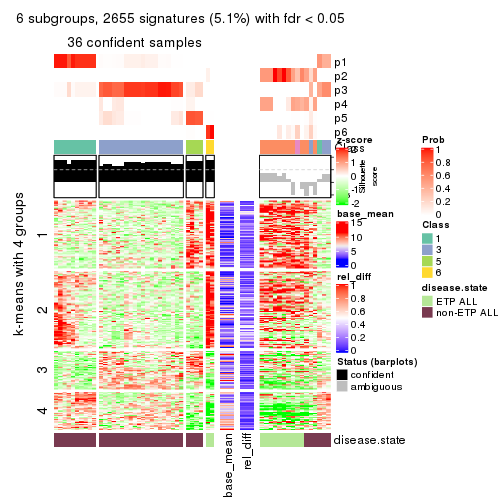 6 subgroups, 2655 signatures (5.1%) with fdr < 0.05
36 confident samples
p1
p2
p3
p4
p5
p6
Class
Silhouette score
k-means with 4 groups
1
2
3
4
base_mean
rel_diff
disease.state
z-score
1
-1
-2
base_mean
15
10
5
0
rel_diff
1
0.8
0.6
0.4
0.2
0
Status (barplots)
confident
ambiguous
Prob
1
0.8
0.6
0.4
0.2
0
Class
1
3
5
6
disease.state
ETP ALL
non-ETP ALL